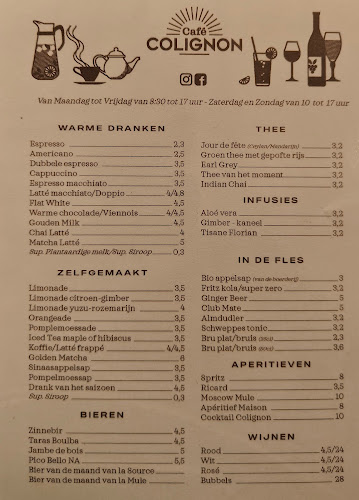 Café
COLIGNON
Van Maandag tot Vrijdag van 8:30 tot 17 uur - Zaterdag en Zondag van 10 tot 17 uur
WARME DRANKEN
Espresso 2,3
Americano 2,5
Dubbele espresso 3,5
Cappuccino 3,5
Espresso macchiato 3,5
Latté macchiato/Doppio 4/4,8
Flat White 4,5
Warme chocolade/Viennois 4/4,5
Gouden Milk 4,5
Chai Latté 4
Matcha Latté 5
Sup. Plantaardige melk/Sup. Siroop 0,3
ZELFGEMAAKT
Limonade 3,5
Limonade citroen-gimber 3,5
Limonade yuzu-rozemarijn 4
Orangeade 3,5
Pomplemoessade 3,5
Iced Tea maple of hibiscus 3,5
Koffie/Latté frappé 4/4,5
Golden Matcha 6
Sinaasappelsap 3,5
Pompelmoessap 3,5
Drank van het saizoen 4,5
Sup. Siroop 0,3
BIEREN
Zinnebir 4,5
Taras Boulba 4,5
Jambe de bois 5
Pico Bello NA 5,5
Bier van de maand van la Source
Bier van de maand van la Mule
THEE
Jour de fête (Ceylan/Mandarijn) 3,2
Groen thee met gepofte rijs 3,2
Earl Grey 3,2
Thee van het moment 3,2
Indian Chai 3,2
INFUSIES
Aloë vera 3,2
Gimber - kaneel 3,2
Tisane Florian 3,2
IN DE FLES
Bio appelsap (van de boerderij) 3
Fritz kola/super zero 3,2
Ginger Beer 5
Club Mate 5
Almdudler 3,2
Schweppes tonic 3,2
Bru plat/bruis 2,3
Bru plat/bruis 3,6
APERITIEVEN
Spritz 8
Ricard 3,5
Moscow Mule 10
Apéritief Maison 8
Cocktail Colignon 10
WIJNEN
Rood 4,5/24
Wit 4,5/24
Rozé 4,5/24
Bubbels 28